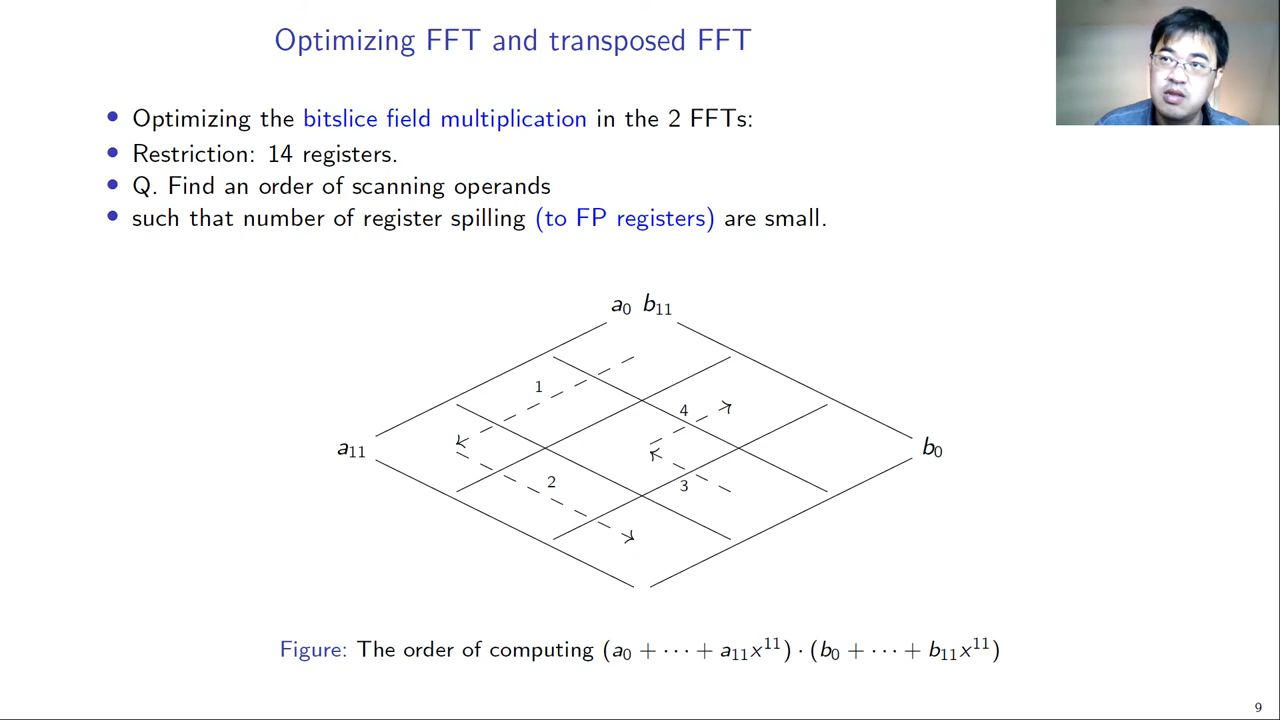 Optimizing FFT and transposed FFT
• Optimizing the bitslice field multiplication in the 2 FFTs:
• Restriction: 14 registers.
• Q. Find an order of scanning operands
• such that number of register spilling (to FP registers) are small.
a₀ b₁₁
1
4
a₁₁
b₀
2
3
Figure: The order of computing (a₀ + ··· + a₁₁x¹¹) · (b₀ + ··· + b₁₁x¹¹)
9